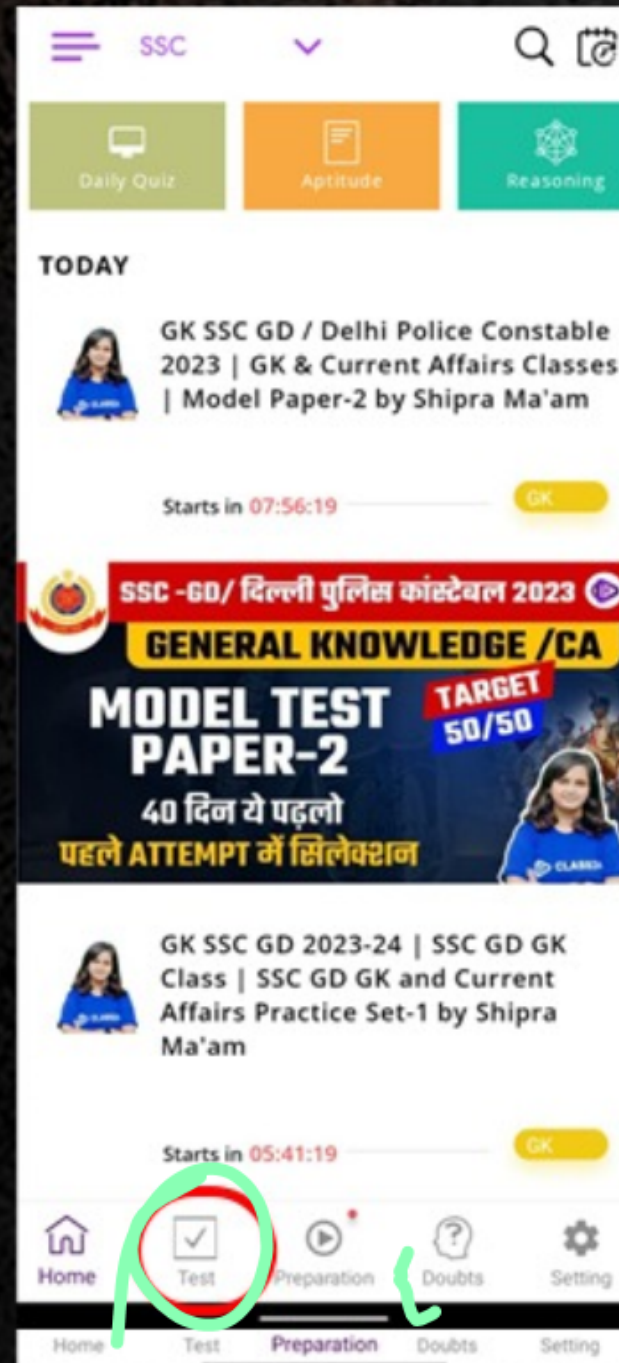 SSC
Daily Quiz
Aptitude
Reasoning
TODAY
GK SSC GD / Delhi Police Constable
2023 | GK & Current Affairs Classes
| Model Paper-2 by Shipra Ma'am
Starts in 07:56:19
GK
SSC -GD/ दिल्ली पुलिस कांस्टेबल 2023
GENERAL KNOWLEDGE /CA
MODEL TEST
PAPER-2
TARGET
50/50
40 दिन ये पढ़लो
पहले ATTEMPT में सिलेक्शन
GK SSC GD 2023-24 | SSC GD GK
Class | SSC GD GK and Current
Affairs Practice Set-1 by Shipra
Ma'am
Starts in 05:41:19
GK
Home Test Preparation Doubts Setting
Home Test Preparation Doubts Setting